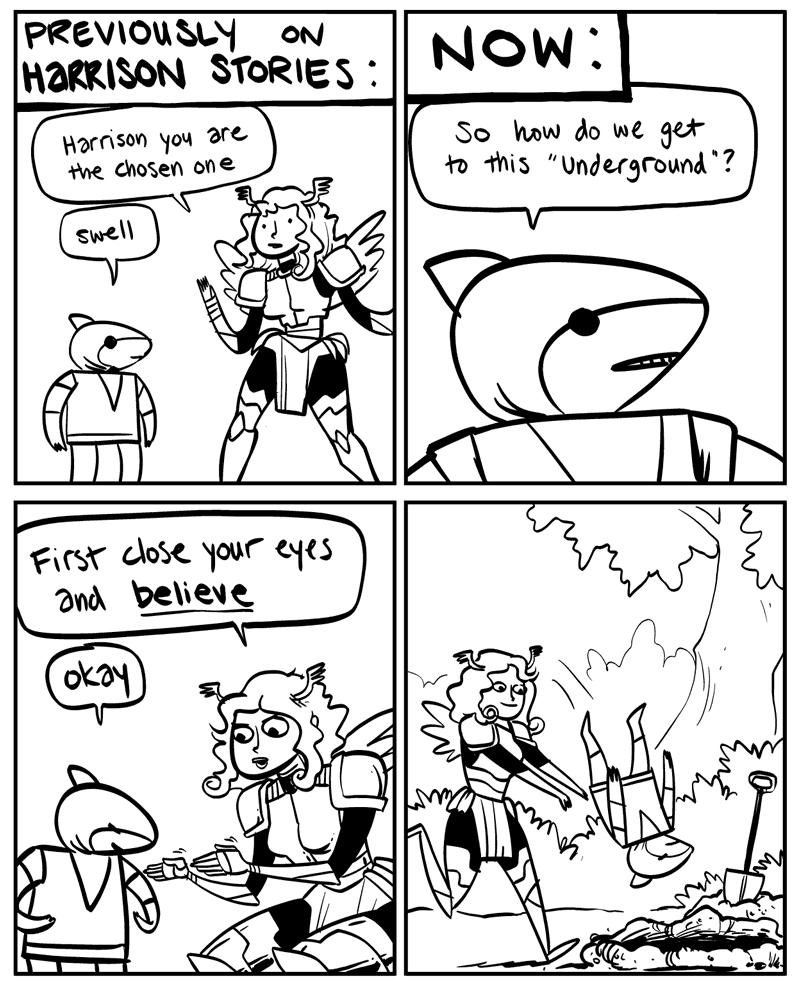 PREVIOUSLY ON
HARRISON STORIES:
Harrison you are
the chosen one
swell
NOW:
So how do we get
to this "Underground"?
First close your eyes
and believe
okay